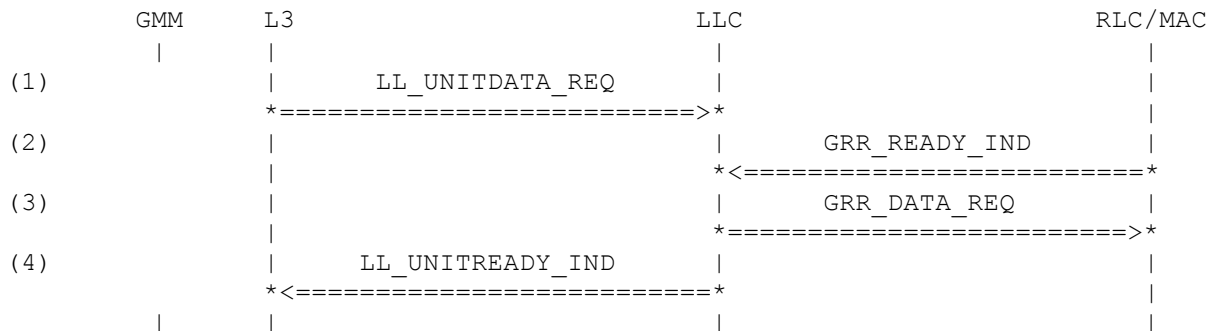 GMM L3 LLC RLC/MAC
(1) LL_UNITDATA_REQ
(2) GRR_READY_IND
(3) GRR_DATA_REQ
(4) LL_UNITREADY_IND